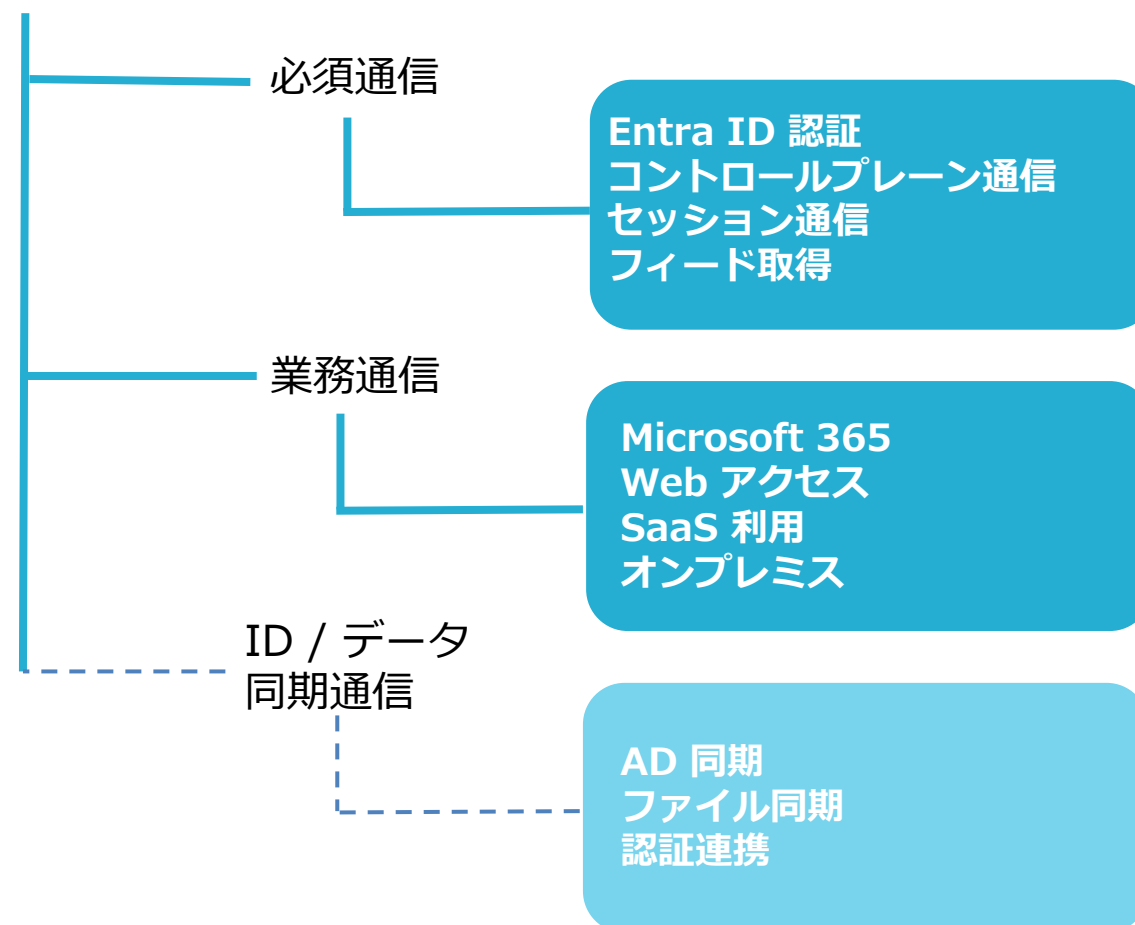 必須通信
Entra ID 認証
コントロールプレーン通信
セッション通信
フィード取得
業務通信
Microsoft 365
Web アクセス
SaaS 利用
オンプレミス
ID / データ
同期通信
AD 同期
ファイル同期
認証連携